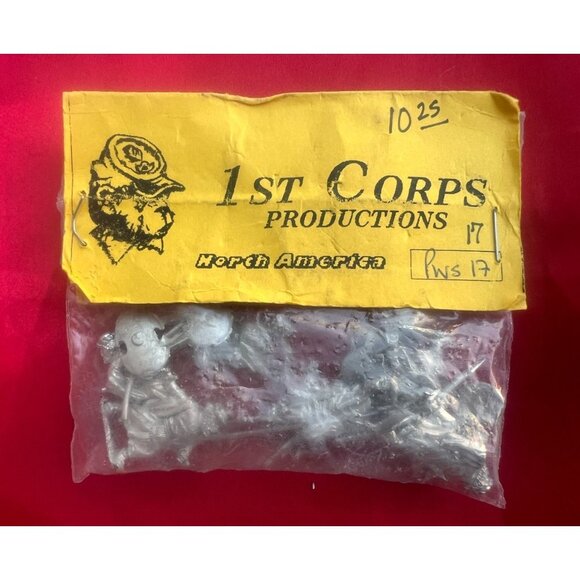 10 25
1ST CORPS
PRODUCTIONS
17
North America
PWS 17